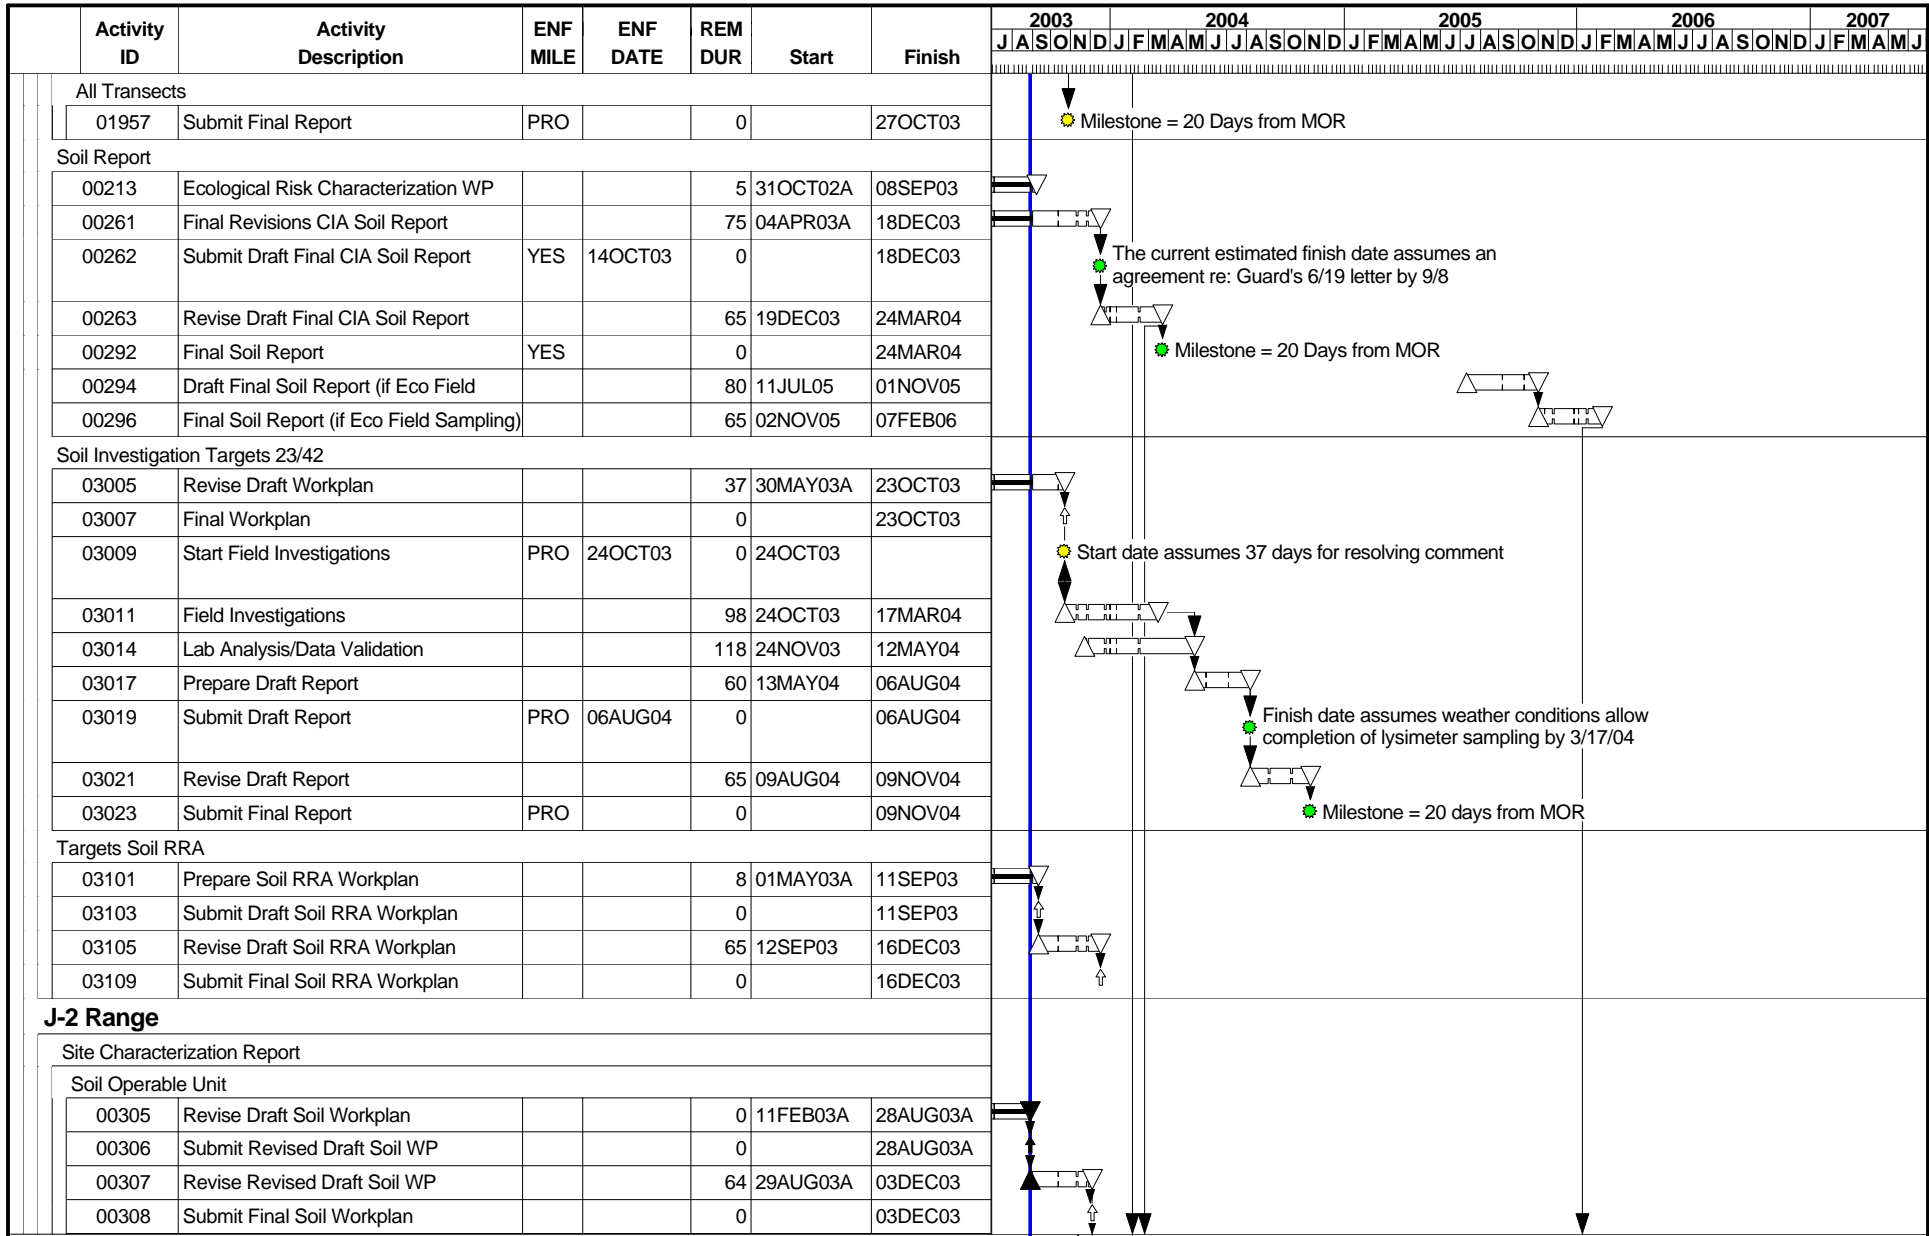 Activity ID Activity Description ENF MILE ENF DATE REM DUR Start Finish
2003 2004 2005 2006 2007
J A S O N D J F M A M J J A S O N D J F M A M J J A S O N D J F M A M J J A S O N D J F M A M J
All Transects
01957 Submit Final Report PRO 0 27OCT03 Milestone = 20 Days from MOR
Soil Report
00213 Ecological Risk Characterization WP 5 31OCT02A 08SEP03
00261 Final Revisions CIA Soil Report 75 04APR03A 18DEC03
00262 Submit Draft Final CIA Soil Report YES 14OCT03 0 18DEC03 The current estimated finish date assumes an
agreement re: Guard's 6/19 letter by 9/8
00263 Revise Draft Final CIA Soil Report 65 19DEC03 24MAR04
00292 Final Soil Report YES 0 24MAR04 Milestone = 20 Days from MOR
00294 Draft Final Soil Report (if Eco Field 80 11JUL05 01NOV05
00296 Final Soil Report (if Eco Field Sampling) 65 02NOV05 07FEB06
Soil Investigation Targets 23/42
03005 Revise Draft Workplan 37 30MAY03A 23OCT03
03007 Final Workplan 0 23OCT03
03009 Start Field Investigations PRO 24OCT03 0 24OCT03 Start date assumes 37 days for resolving comment
03011 Field Investigations 98 24OCT03 17MAR04
03014 Lab Analysis/Data Validation 118 24NOV03 12MAY04
03017 Prepare Draft Report 60 13MAY04 06AUG04
03019 Submit Draft Report PRO 06AUG04 0 06AUG04 Finish date assumes weather conditions allow
completion of lysimeter sampling by 3/17/04
03021 Revise Draft Report 65 09AUG04 09NOV04
03023 Submit Final Report PRO 0 09NOV04 Milestone = 20 days from MOR
Targets Soil RRA
03101 Prepare Soil RRA Workplan 8 01MAY03A 11SEP03
03103 Submit Draft Soil RRA Workplan 0 11SEP03
03105 Revise Draft Soil RRA Workplan 65 12SEP03 16DEC03
03109 Submit Final Soil RRA Workplan 0 16DEC03
J-2 Range
Site Characterization Report
Soil Operable Unit
00305 Revise Draft Soil Workplan 0 11FEB03A 28AUG03A
00306 Submit Revised Draft Soil WP 0 28AUG03A
00307 Revise Revised Draft Soil WP 64 29AUG03A 03DEC03
00308 Submit Final Soil Workplan 0 03DEC03